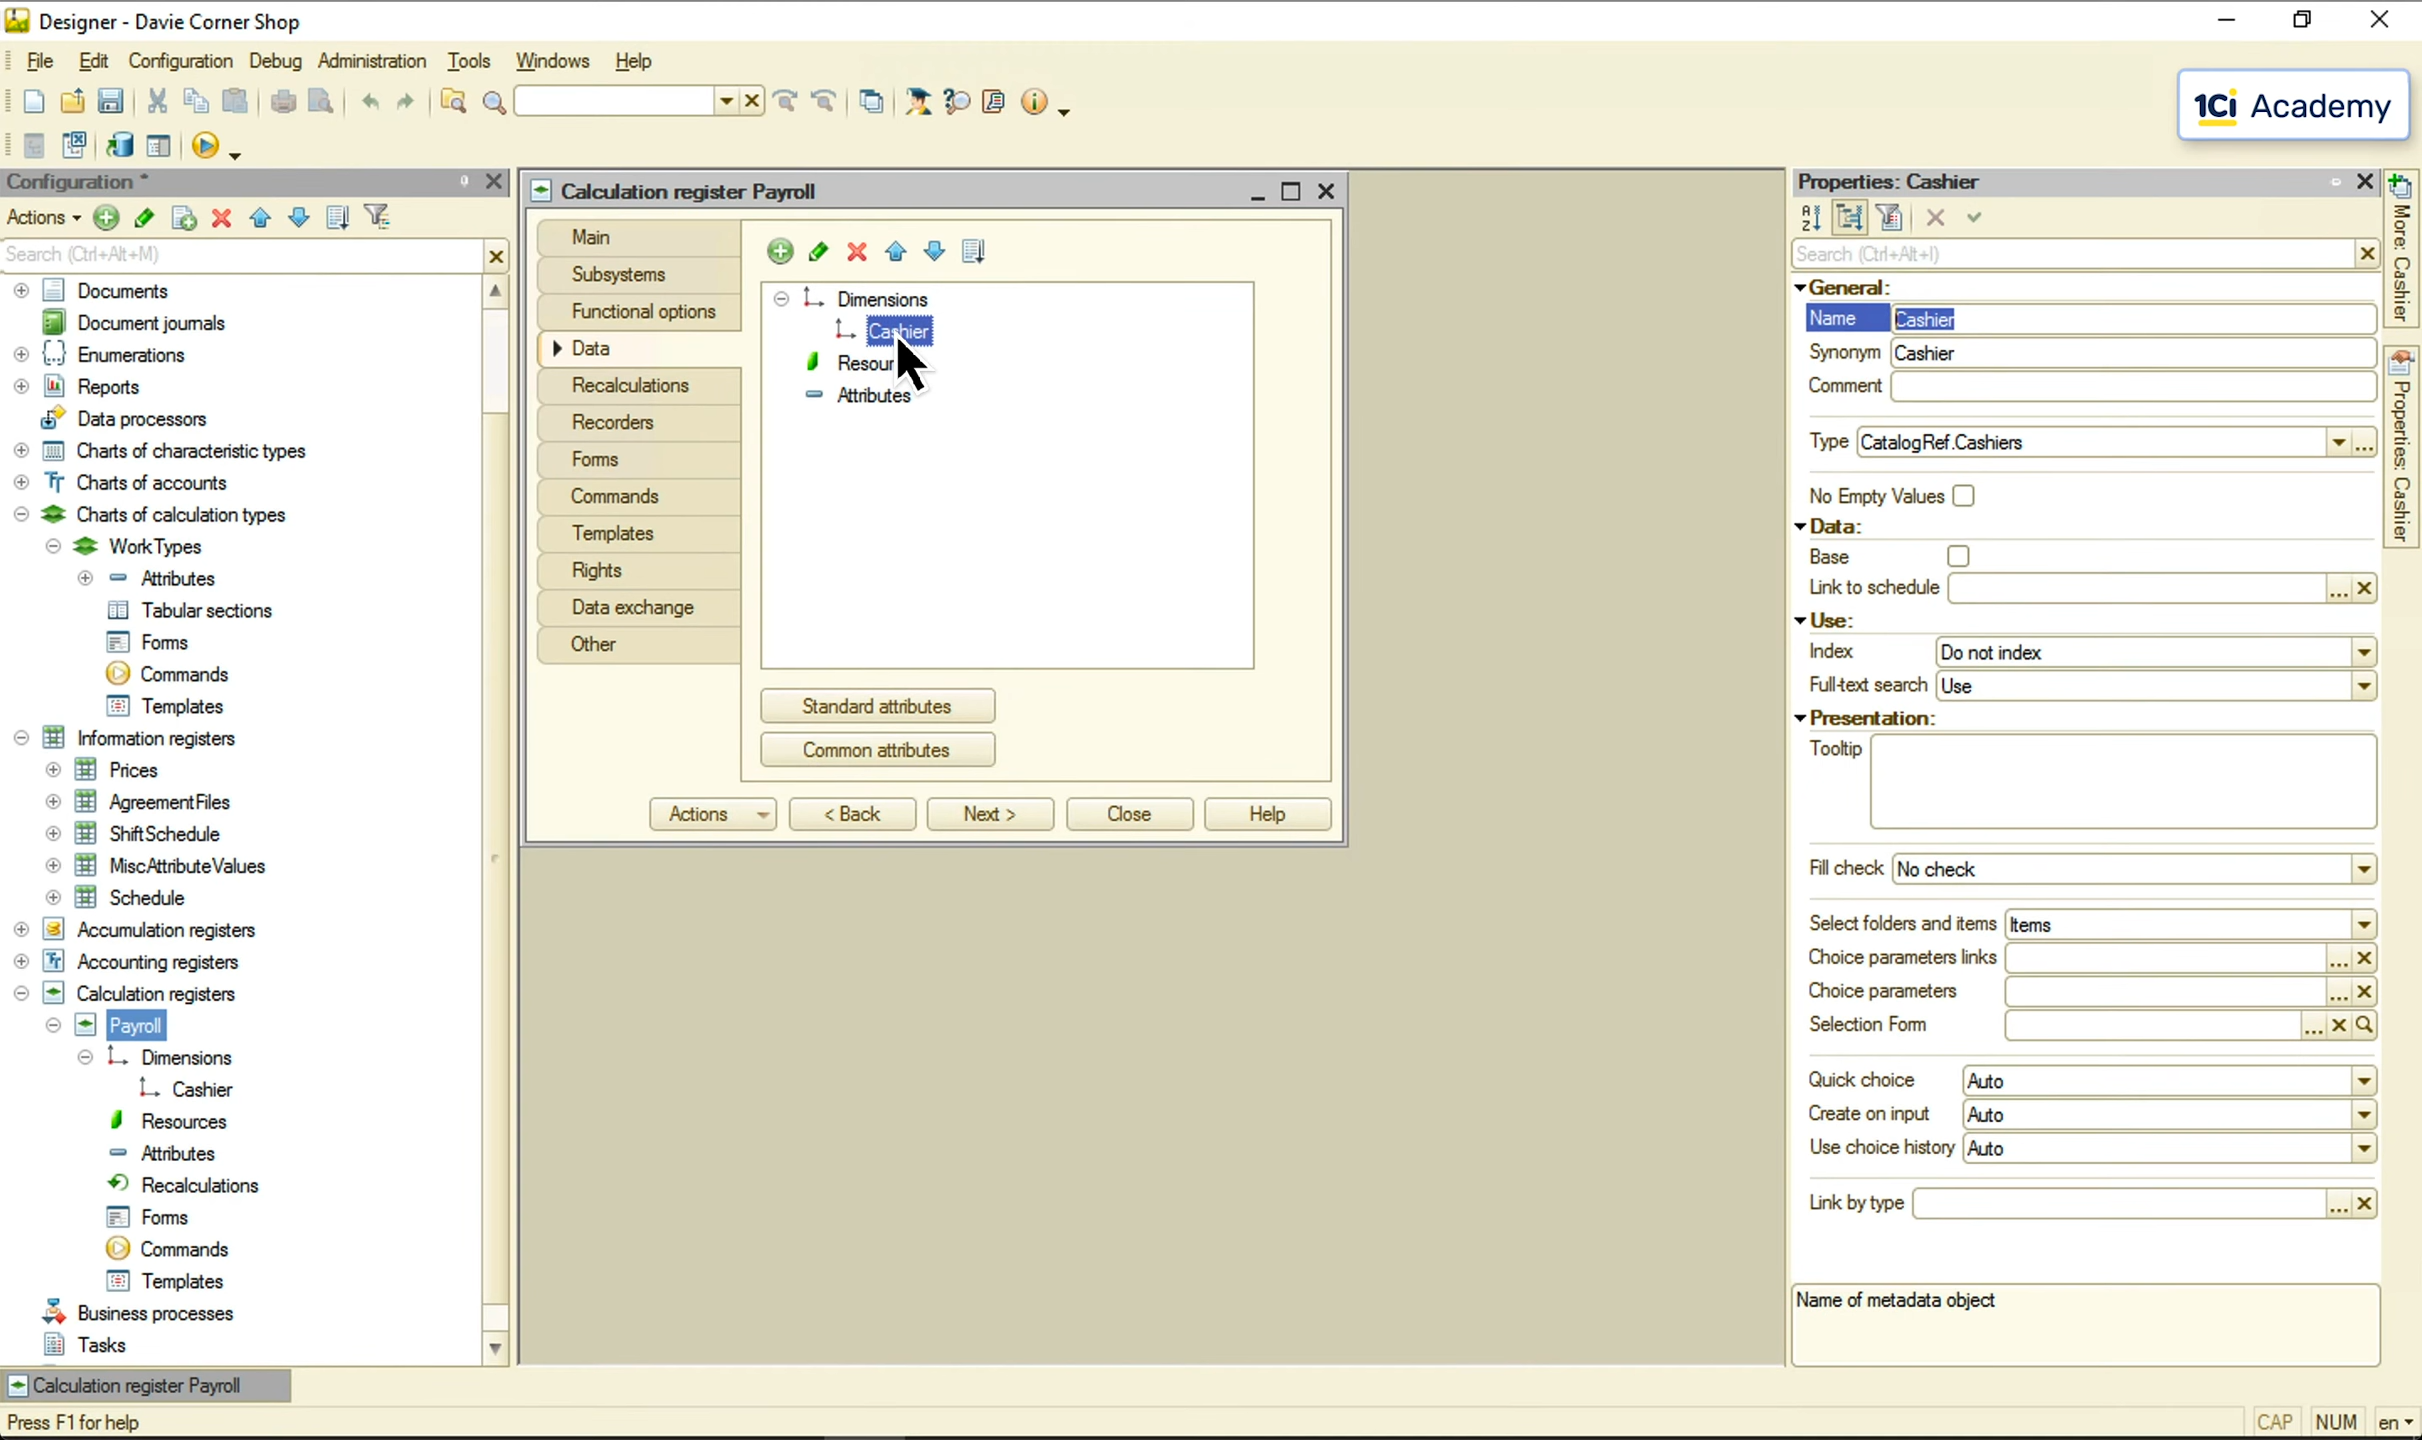 Designer - Davie Corner Shop
File Edit Configuration Debug Administration Tools Windows Help
1Ci Academy
Configuration *
Actions
Search (Ctrl+Alt+M)
Documents
Document journals
Enumerations
Reports
Data processors
Charts of characteristic types
Charts of accounts
Charts of calculation types
WorkTypes
Attributes
Tabular sections
Forms
Commands
Templates
Information registers
Prices
AgreementFiles
ShiftSchedule
MiscAttributeValues
Schedule
Accumulation registers
Accounting registers
Calculation registers
Payroll
Dimensions
Cashier
Resources
Attributes
Recalculations
Forms
Commands
Templates
Business processes
Tasks
Calculation register Payroll
Main
Subsystems
Functional options
Data
Recalculations
Recorders
Forms
Commands
Templates
Rights
Data exchange
Other
Dimensions
Cashier
Resour
Attributes
Standard attributes
Common attributes
Actions < Back Next > Close Help
Properties: Cashier
Search (Ctrl+Alt+I)
General:
Name Cashier
Synonym Cashier
Comment
Type CatalogRef.Cashiers
No Empty Values
Data:
Base
Link to schedule
Use:
Index Do not index
Full-text search Use
Presentation:
Tooltip
Fill check No check
Select folders and items Items
Choice parameters links
Choice parameters
Selection Form
Quick choice Auto
Create on input Auto
Use choice history Auto
Link by type
Name of metadata object
More: Cashier
Properties: Cashier
Calculation register Payroll
Press F1 for help
CAP NUM en